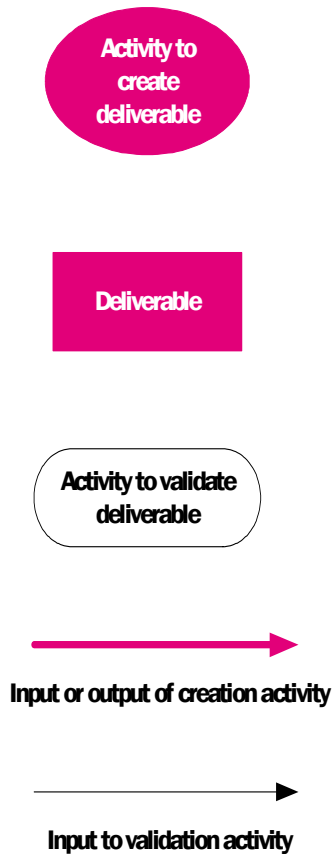 Activity to
create
deliverable
Deliverable
Activity to validate
deliverable
Input or output of creation activity
Input to validation activity